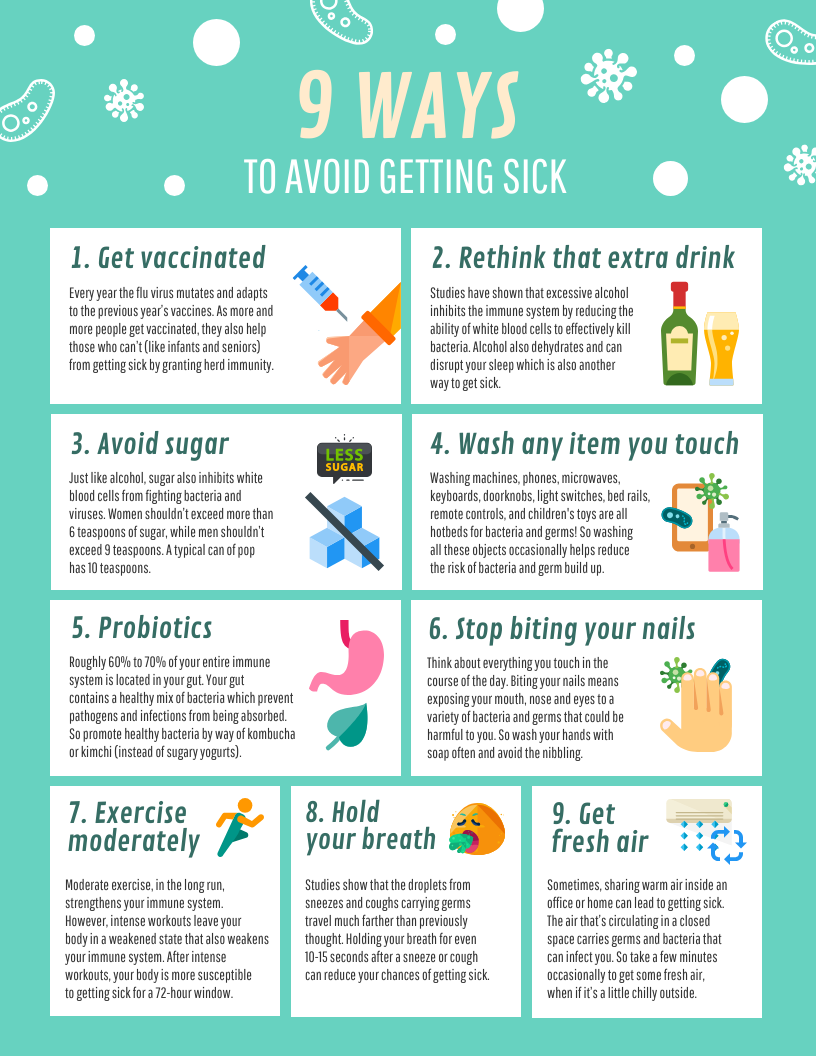 9 WAYS
TO AVOID GETTING SICK
1. Get vaccinated
Every year the flu virus mutates and adapts
to the previous year's vaccines. As more and
more people get vaccinated, they also help
those who can't (like infants and seniors)
from getting sick by granting herd immunity.
2. Rethink that extra drink
Studies have shown that excessive alcohol
inhibits the immune system by reducing the
ability of white blood cells to effectively kill
bacteria. Alcohol also dehydrates and can
disrupt your sleep which is also another
way to get sick.
3. Avoid sugar
Just like alcohol, sugar also inhibits white
blood cells from fighting bacteria and
viruses. Women shouldn't exceed more than
6 teaspoons of sugar, while men shouldn't
exceed 9 teaspoons. A typical can of pop
has 10 teaspoons.
LESS
SUGAR
4. Wash any item you touch
Washing machines, phones, microwaves,
keyboards, doorknobs, light switches, bed rails,
remote controls, and children's toys are all
hotbeds for bacteria and germs! So washing
all these objects occasionally helps reduce
the risk of bacteria and germ build up.
5. Probiotics
Roughly 60% to 70% of your entire immune
system is located in your gut. Your gut
contains a healthy mix of bacteria which prevent
pathogens and infections from being absorbed.
So promote healthy bacteria by way of kombucha
or kimchi (instead of sugary yogurts).
6. Stop biting your nails
Think about everything you touch in the
course of the day. Biting your nails means
exposing your mouth, nose and eyes to a
variety of bacteria and germs that could be
harmful to you. So wash your hands with
soap often and avoid the nibbling.
7. Exercise
moderately
Moderate exercise, in the long run,
strengthens your immune system.
However, intense workouts leave your
body in a weakened state that also weakens
your immune system. After intense
workouts, your body is more susceptible
to getting sick for a 72-hour window.
8. Hold
your breath
Studies show that the droplets from
sneezes and coughs carrying germs
travel much farther than previously
thought. Holding your breath for even
10-15 seconds after a sneeze or cough
can reduce your chances of getting sick.
9. Get
fresh air
Sometimes, sharing warm air inside an
office or home can lead to getting sick.
The air that's circulating in a closed
space carries germs and bacteria that
can infect you. So take a few minutes
occasionally to get some fresh air,
when if it's a little chilly outside.